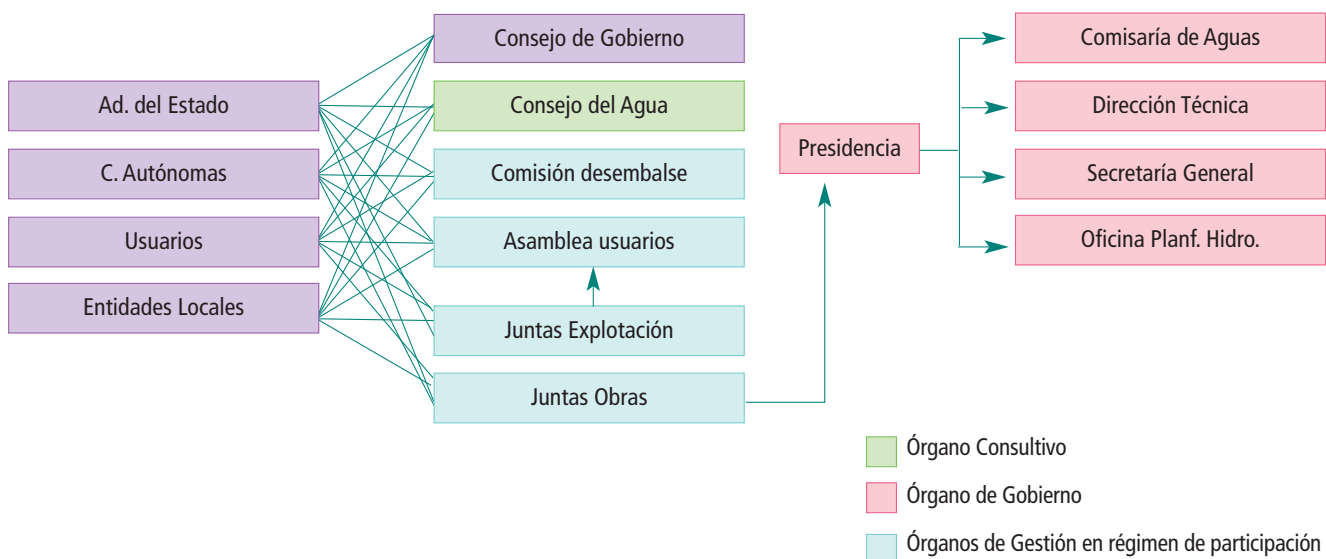 Ad. del Estado
C. Autónomas
Usuarios
Entidades Locales
Consejo de Gobierno
Consejo del Agua
Comisión desembalse
Asamblea usuarios
Juntas Explotación
Juntas Obras
Presidencia
Comisaría de Aguas
Dirección Técnica
Secretaría General
Oficina Planf. Hidro.
Órgano Consultivo
Órgano de Gobierno
Órganos de Gestión en régimen de participación